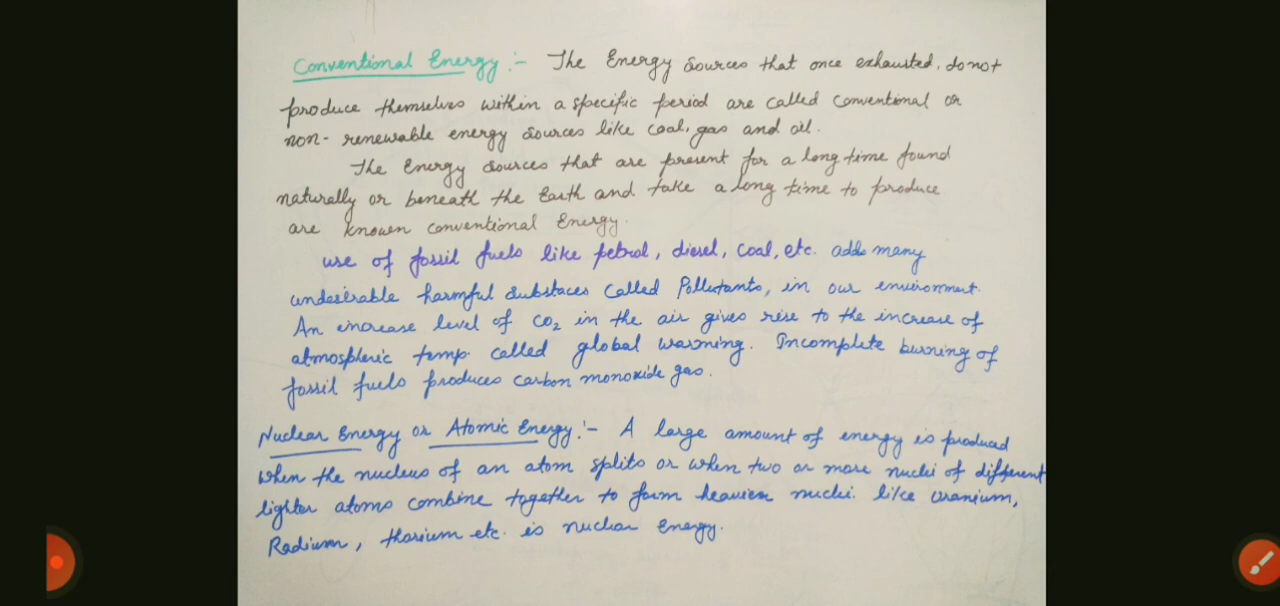 Conventional Energy :- The Energy sources that once exhausted, do not
produce themselves within a specific period are called conventional or
non-renewable energy sources like coal, gas and oil.
The Energy sources that are present for a long time found
naturally or beneath the Earth and take a long time to produce
are known conventional Energy.
use of fossil fuels like petrol, diesel, coal, etc. adds many
undesirable harmful substaces called Pollutants, in our environment.
An increase level of CO₂ in the air gives rise to the increase of
atmospheric temp. called global warming. Incomplete burning of
fossil fuels produces carbon monoxide gas.
Nuclear Energy or Atomic Energy :- A large amount of energy is produced
when the nucleus of an atom splits or when two or more nuclei of different
lighter atoms combine together to form heavier nuclei. like uranium,
Radium, thorium etc. is nuclear Energy.